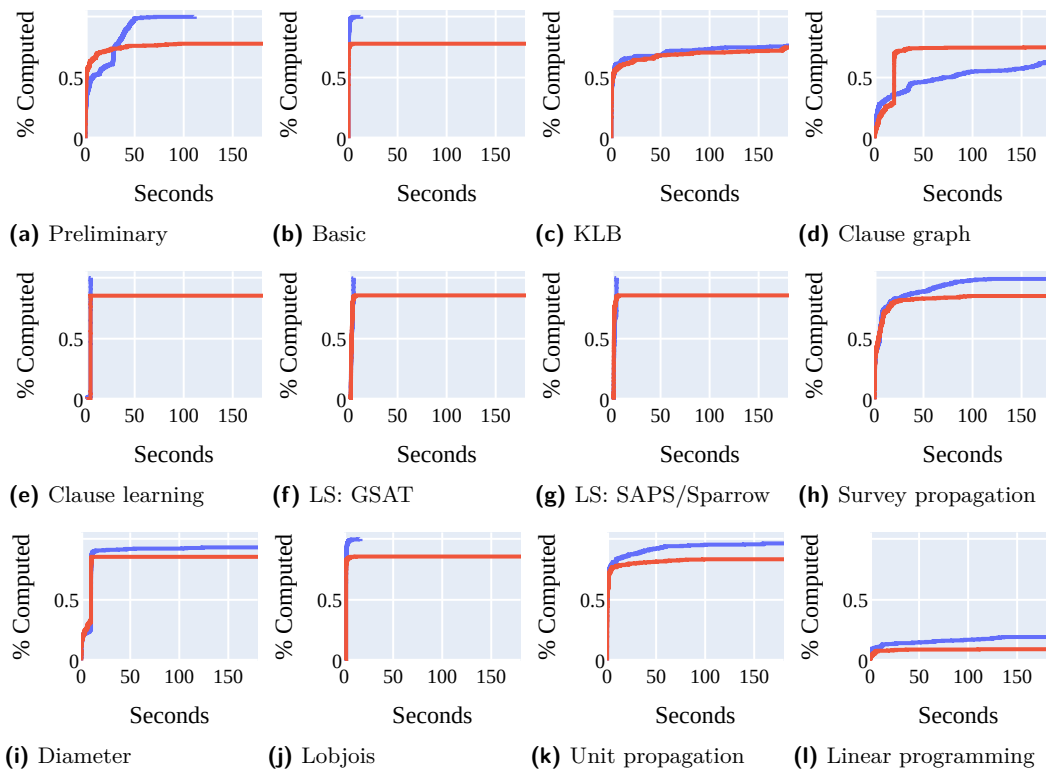 % Computed
% Computed
% Computed
% Computed
0.5
0.5
0.5
0.5
0
0
0
0
0 50 100 150
0 50 100 150
0 50 100 150
0 50 100 150
Seconds
Seconds
Seconds
Seconds
(a) Preliminary
(b) Basic
(c) KLB
(d) Clause graph
% Computed
% Computed
% Computed
% Computed
0.5
0.5
0.5
0.5
0
0
0
0
0 50 100 150
0 50 100 150
0 50 100 150
0 50 100 150
Seconds
Seconds
Seconds
Seconds
(e) Clause learning
(f) LS: GSAT
(g) LS: SAPS/Sparrow
(h) Survey propagation
% Computed
% Computed
% Computed
% Computed
0.5
0.5
0.5
0.5
0
0
0
0
0 50 100 150
0 50 100 150
0 50 100 150
0 50 100 150
Seconds
Seconds
Seconds
Seconds
(i) Diameter
(j) Lobjois
(k) Unit propagation
(l) Linear programming